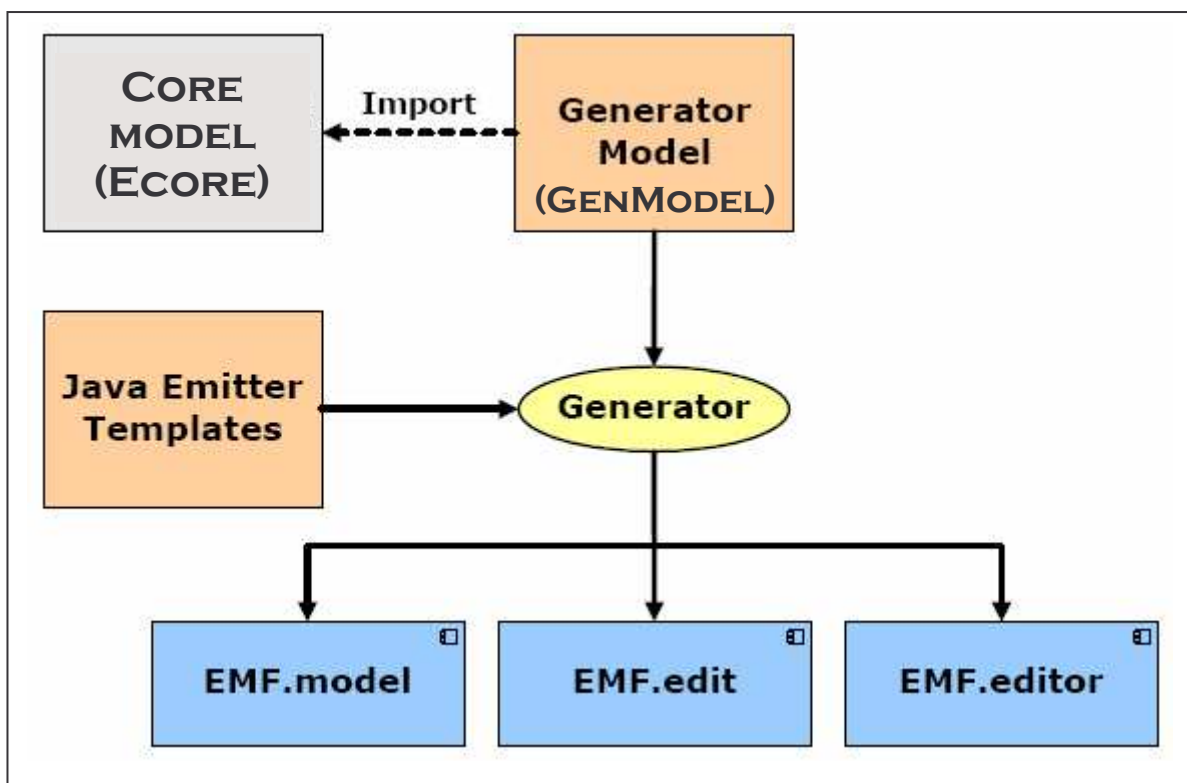 CORE
MODEL
(ECORE)
Import
Generator
Model
(GENMODEL)
Java Emitter
Templates
Generator
EMF.model
EMF.edit
EMF.editor